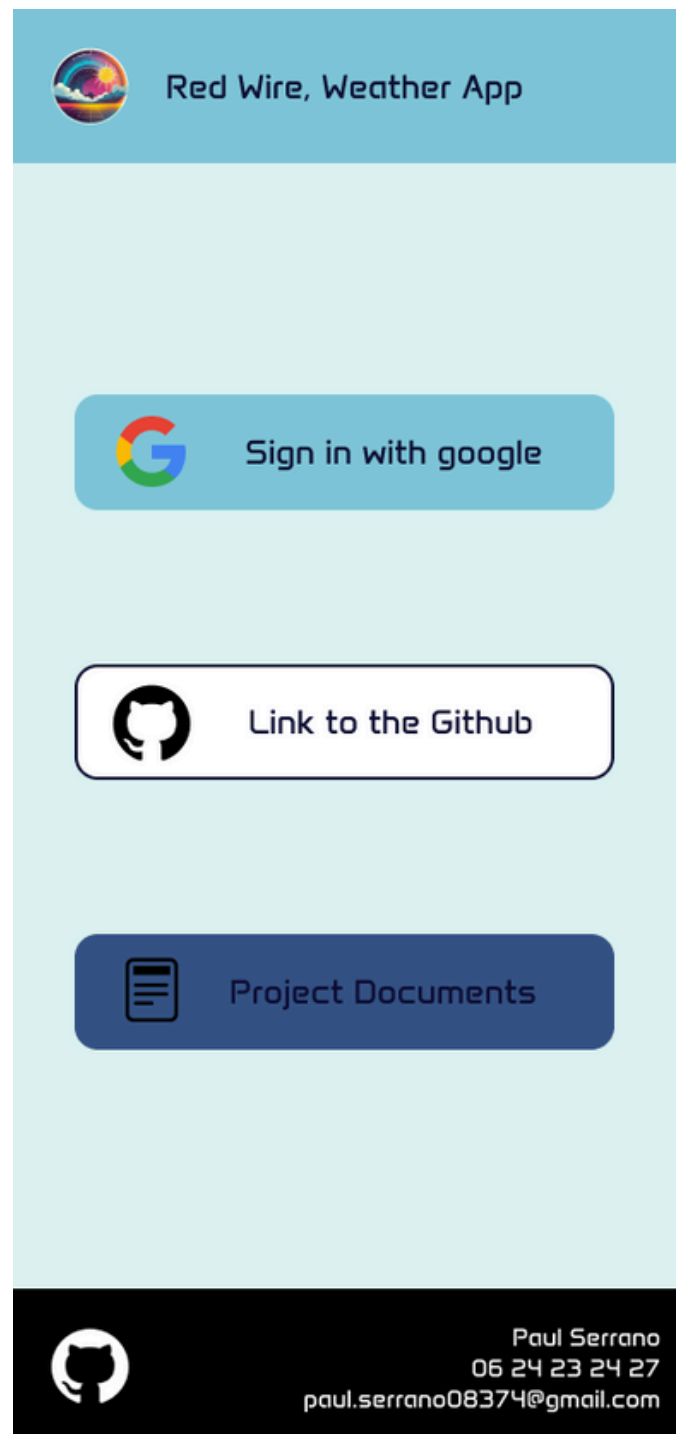 Red Wire, Weather App
Sign in with google
Link to the Github
Project Documents
Paul Serrano
06 24 23 24 27
paul.serrano08374@gmail.com